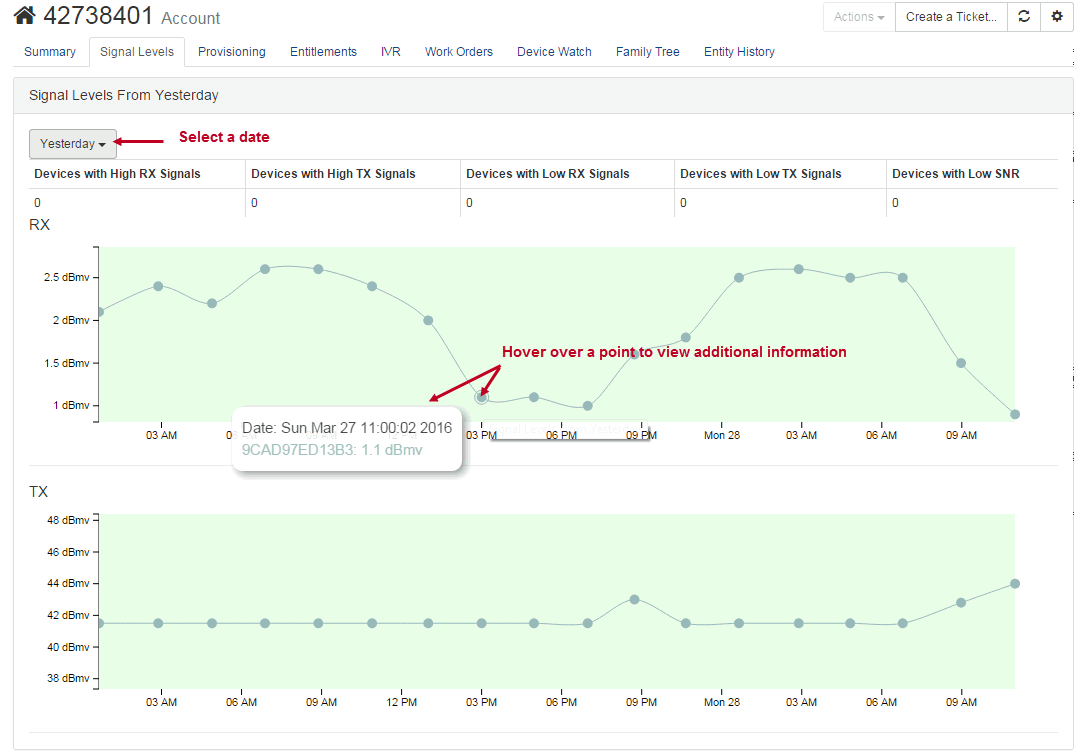 42738401 Account
Actions
Create a Ticket...
Summary
Signal Levels
Provisioning
Entitlements
IVR
Work Orders
Device Watch
Family Tree
Entity History
Signal Levels From Yesterday
Yesterday
Select a date
Devices with High RX Signals
Devices with High TX Signals
Devices with Low RX Signals
Devices with Low TX Signals
Devices with Low SNR
0
0
0
0
0
RX
2.5 dBmv
2 dBmv
1.5 dBmv
1 dBmv
Hover over a point to view additional information
Date: Sun Mar 27 11:00:02 2016
9CAD97ED13B3: 1.1 dBmv
03 AM
03 PM
06 PM
09 PM
Mon 28
03 AM
06 AM
09 AM
TX
48 dBmv
46 dBmv
44 dBmv
42 dBmv
40 dBmv
38 dBmv
03 AM
06 AM
09 AM
12 PM
03 PM
06 PM
09 PM
Mon 28
03 AM
06 AM
09 AM